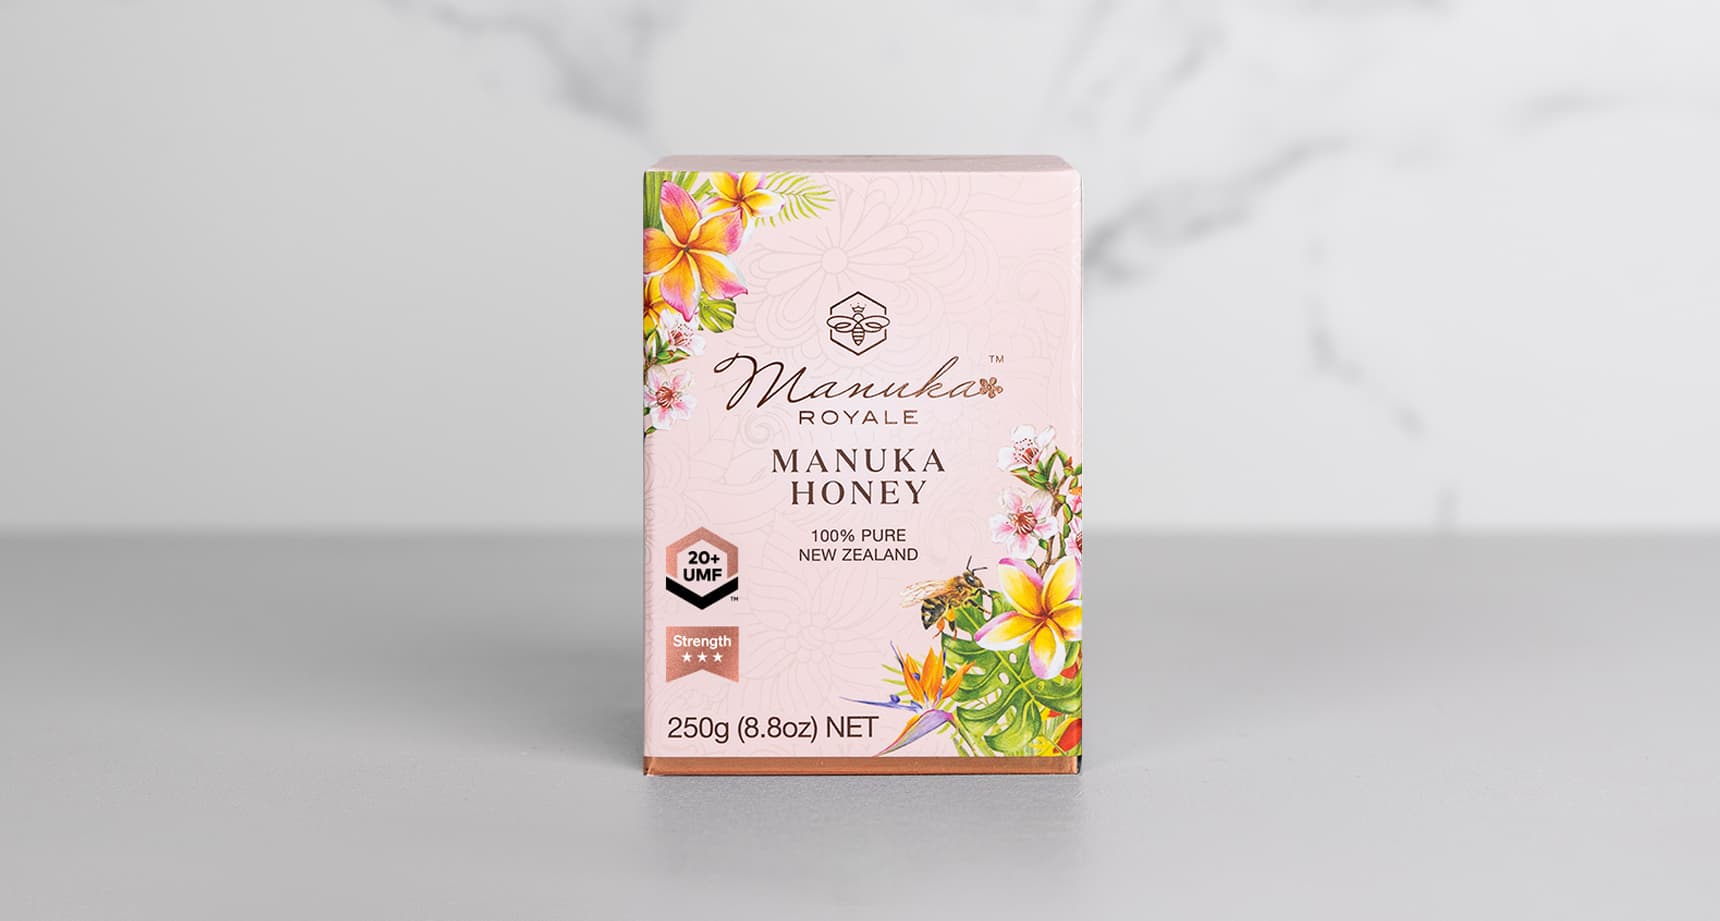 Manuka™
ROYALE
MANUKA
HONEY
100% PURE
NEW ZEALAND
20+
UMF
™
Strength
★★★
250g (8.8oz) NET